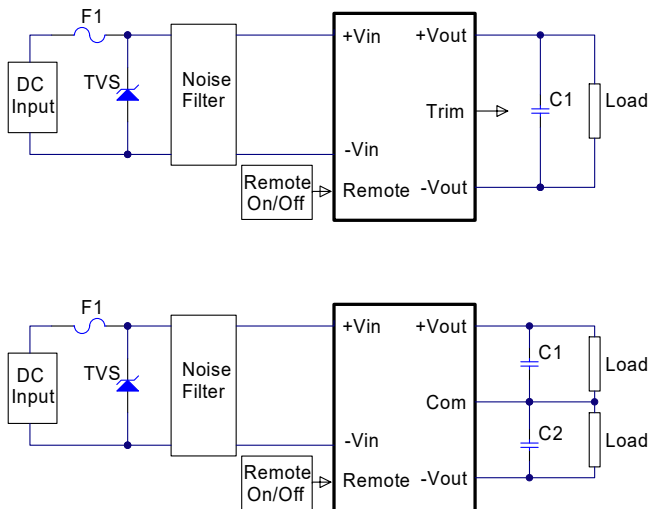 F1
DC
Input
TVS
Noise
Filter
+Vin
+Vout
Trim
C1
Load
-Vin
Remote
On/Off
Remote
-Vout
F1
DC
Input
TVS
Noise
Filter
+Vin
+Vout
C1
Load
Com
C2
Load
-Vin
Remote
On/Off
Remote
-Vout